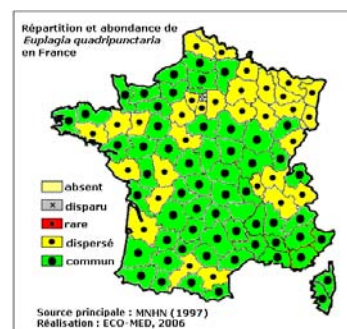 Répartition et abondance de
Euplagia quadripunctaria
en France
absent
disparu
rare
dispersé
commun
Source principale : MNHN (1997)
Réalisation : ECO-MED, 2006